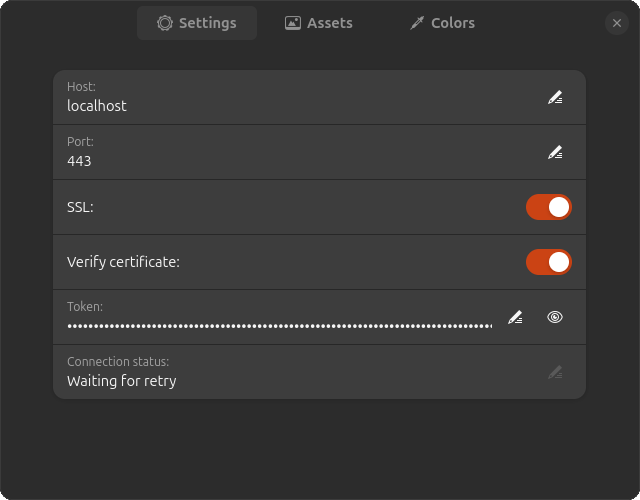 Settings
Assets
Colors
Host:
localhost
Port:
443
SSL:
Verify certificate:
Token:
Connection status:
Waiting for retry